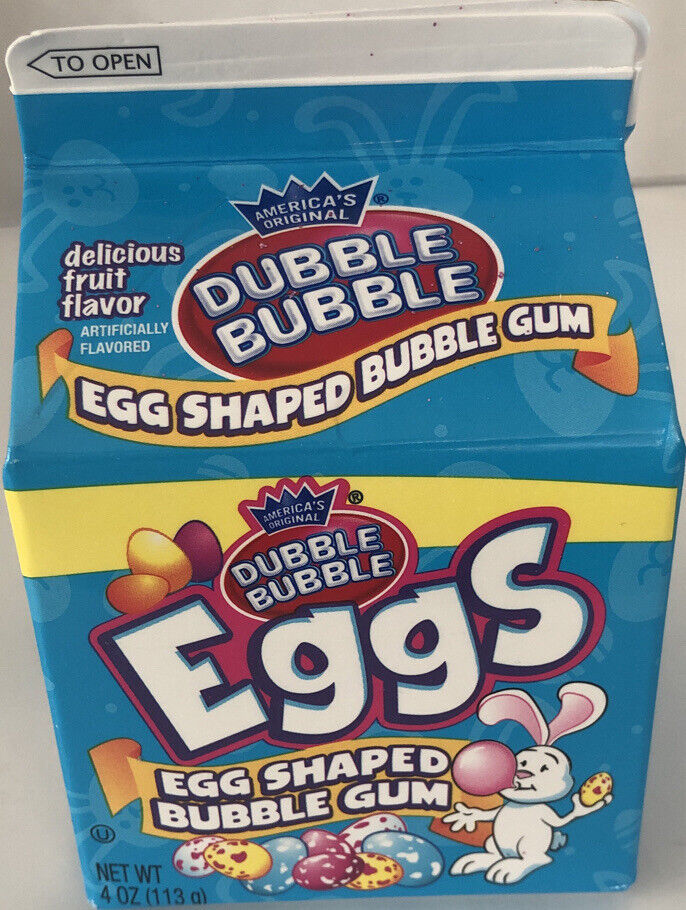 TO OPEN
AMERICA'S
ORIGINAL
®
delicious
fruit
flavor
ARTIFICIALLY
FLAVORED
DUBBLE
BUBBLE
EGG SHAPED BUBBLE GUM
AMERICA'S
ORIGINAL
®
DUBBLE
BUBBLE
Eggs
EGG SHAPED
BUBBLE GUM
U
NET WT
4 OZ (113 g)